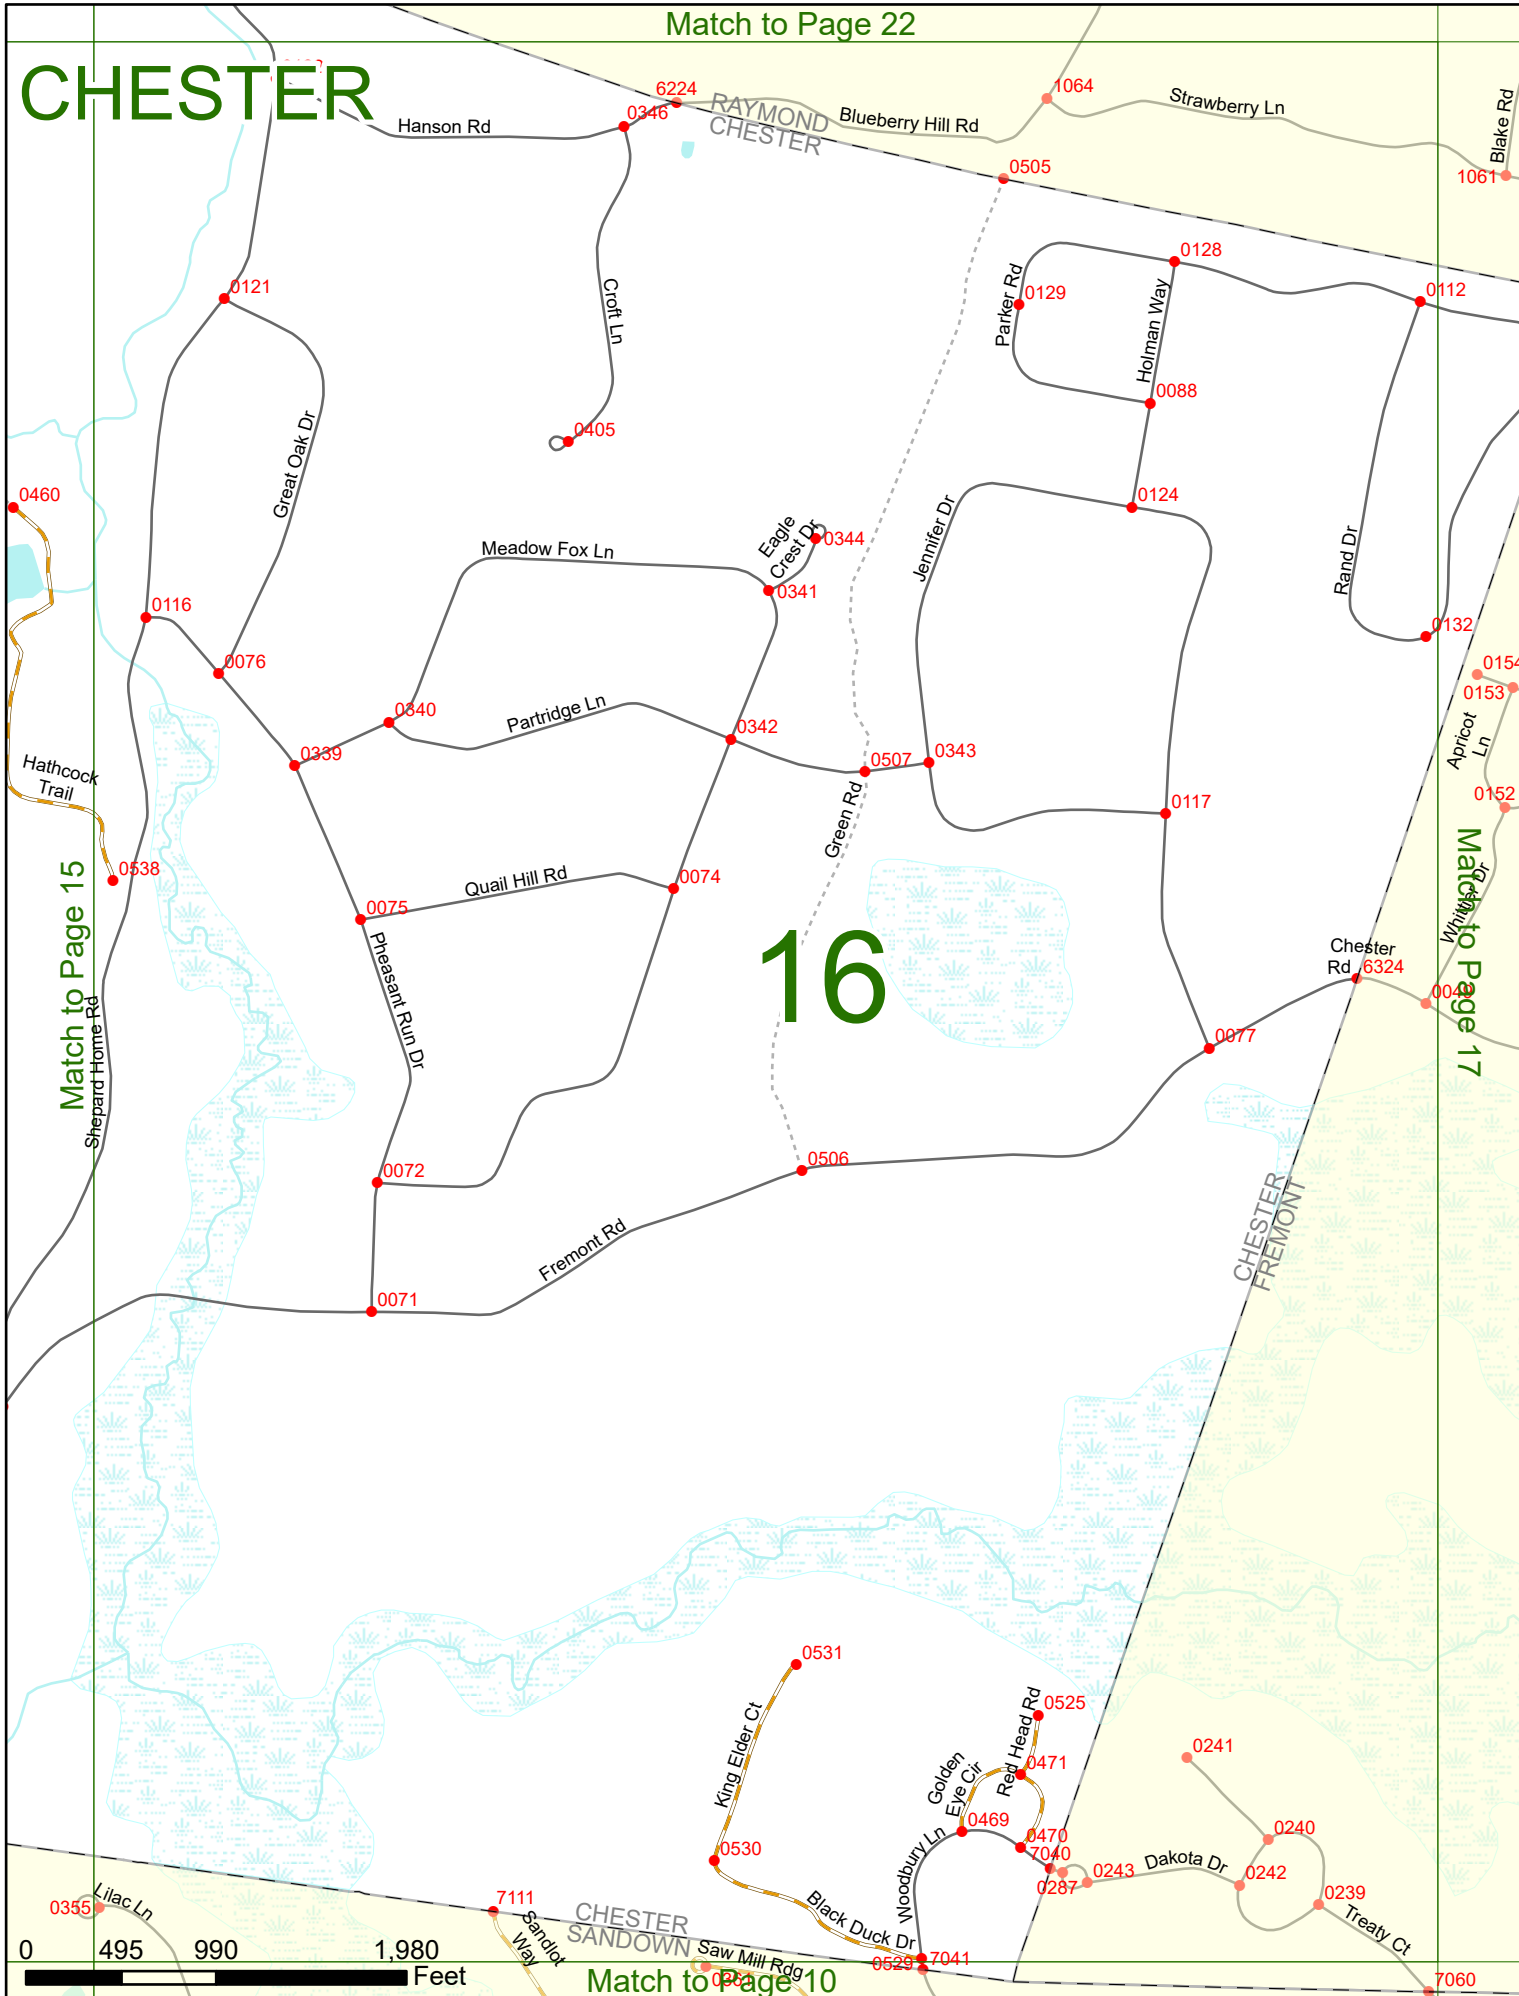 Match to Page 22
CHESTER
6224
0346
1064
RAYMOND
CHESTER
Hanson Rd
Blueberry Hill Rd
Strawberry Ln
Blake Rd
1061
0505
0128
0129
Parker Rd
Holman Way
0112
0121
Croft Ln
0088
0405
Great Oak Dr
0460
0124
Jennifer Dr
Eagle
Crest Dr
0344
Meadow Fox Ln
0341
Rand Dr
0116
0132
0076
0154
0153
0340
Partridge Ln
0342
0339
0507
0343
Apricot
Ln
Hathcock
Trail
Green Rd
0117
0152
0538
Quail Hill Rd
0074
0075
Match to Page 15
Match to Page 17
Whittier Dr
Pheasant Run Dr
16
Chester
Rd
6324
0049
Shepard Home Rd
0077
0506
0072
CHESTER
FREMONT
Fremont Rd
0071
0531
0525
King Elder Ct
Red Head Rd
0241
Golden
Eye Cir
0471
0469
0470
7040
0240
0530
Woodbury Ln
0287
0243
Dakota Dr
0242
0239
Treaty Ct
0355
Lilac Ln
7111
Sandlot
Way
CHESTER
SANDOWN
Black Duck Dr
7041
0529
Saw Mill Rdg
0361
7060
0 495 990 1,980
Feet
Match to Page 10